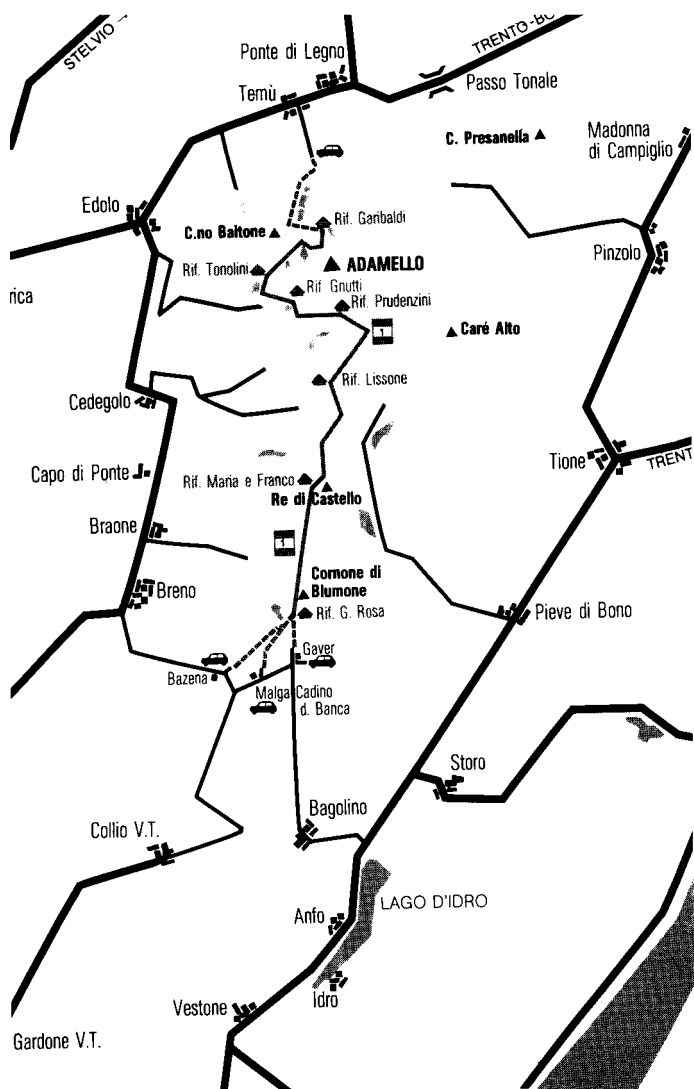 STELVIO
TRENTO-BO
Ponte di Legno
Temù
Passo Tonale
C. Presanella
Madonna
di Campiglio
Edolo
C.no Baitone
Rif. Garibaldi
Pinzolo
Rif. Tonolini
ADAMELLO
Rif. Gnutti
Rif. Prudenzini
rica
1
Caré Alto
Rif. Lissone
Cedegolo
Capo di Ponte
Rif. Maria e Franco
Re di Castello
Tione
TRENT
Braone
1
Cornone di
Blumone
Breno
Rif. G. Rosa
Pieve di Bono
Gaver
Bazena
Malga Cadino
d. Banca
Storo
Bagolino
Collio V.T.
LAGO D'IDRO
Anfo
Idro
Vestone
Gardone V.T.